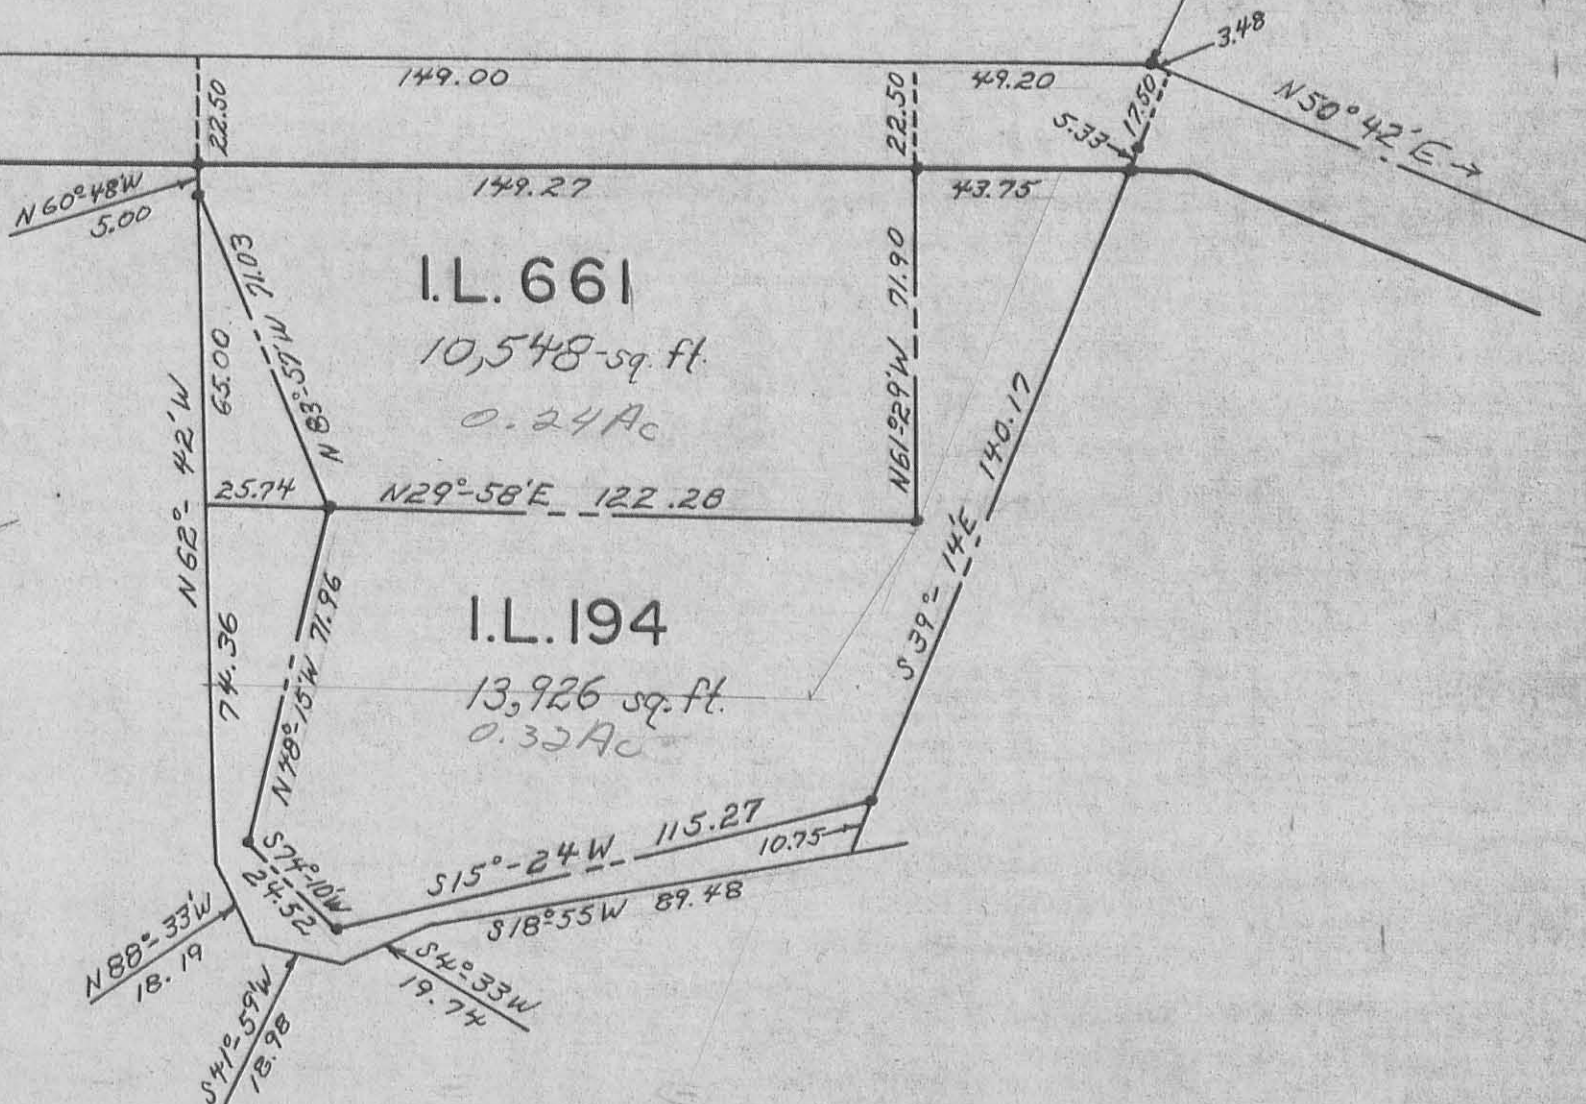 3.48
149.00
49.20
22.50
22.50
17.50
5.33
N50°42'E →
N60°48'W
5.00
149.27
43.75
N83°-57'W 71.03
I.L. 661
10,548-sq. ft.
0.24 Ac
N61°29'W 71.90
65.00
N62°-42'W
25.74
N29°-58'E 122.28
S39°-14'E 140.17
74.36
N48°-15'W 71.96
I.L. 194
13,926 sq. ft.
0.32 Ac
S74°-10'W
24.52
S15°-24W 115.27
10.75
S18°55W 89.48
N88°-33'W
18.19
S41°-59'W
18.98
S4°-33W
19.74